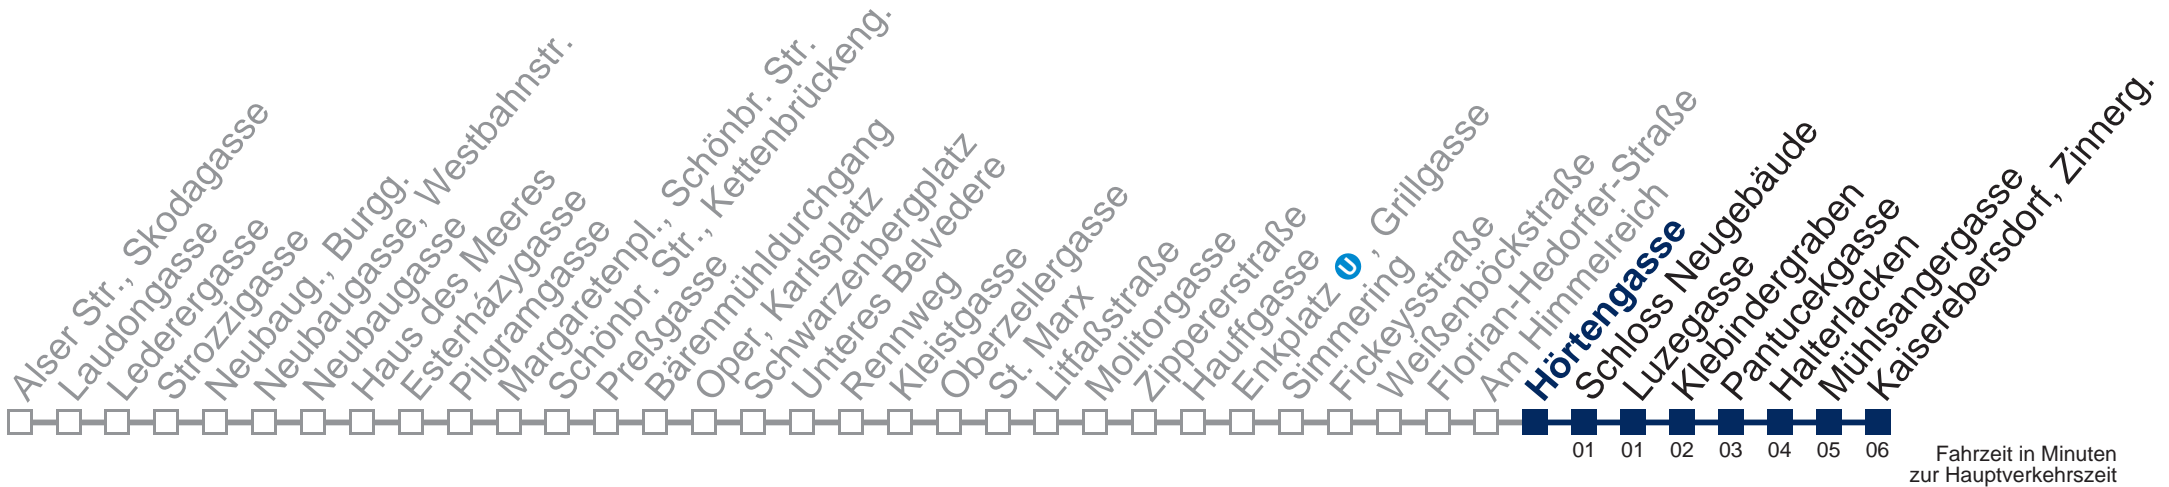 Alser Str., Skodagasse
Laudongasse
Lederergasse
Strozzigasse
Neubaug., Burgg.
Neubaugasse, Westbahnstr.
Neubaugasse
Haus des Meeres
Esterházygasse
Pilgramgasse
Margaretenpl., Schönbr. Str.
Schönbr. Str., Kettenbrückeng.
Preßgasse
Bärenmühldurchgang
Oper, Karlsplatz
Schwarzenbergplatz
Unteres Belvedere
Rennweg
Kleistgasse
Oberzellergasse
St. Marx
Litfaßstraße
Molitorgasse
Zippererstraße
Hauffgasse
Enkplatz U, Grillgasse
Simmering
Fickeysstraße
Weißenböckstraße
Florian-Hedorfer-Straße
Am Himmelreich
Hörtengasse
Schloss Neugebäude
Luzegasse
Klebindergraben
Pantucekgasse
Halterlacken
Mühlsangergasse
Kaiserebersdorf, Zinnerg.
01 01 02 03 04 05 06
Fahrzeit in Minuten
zur Hauptverkehrszeit